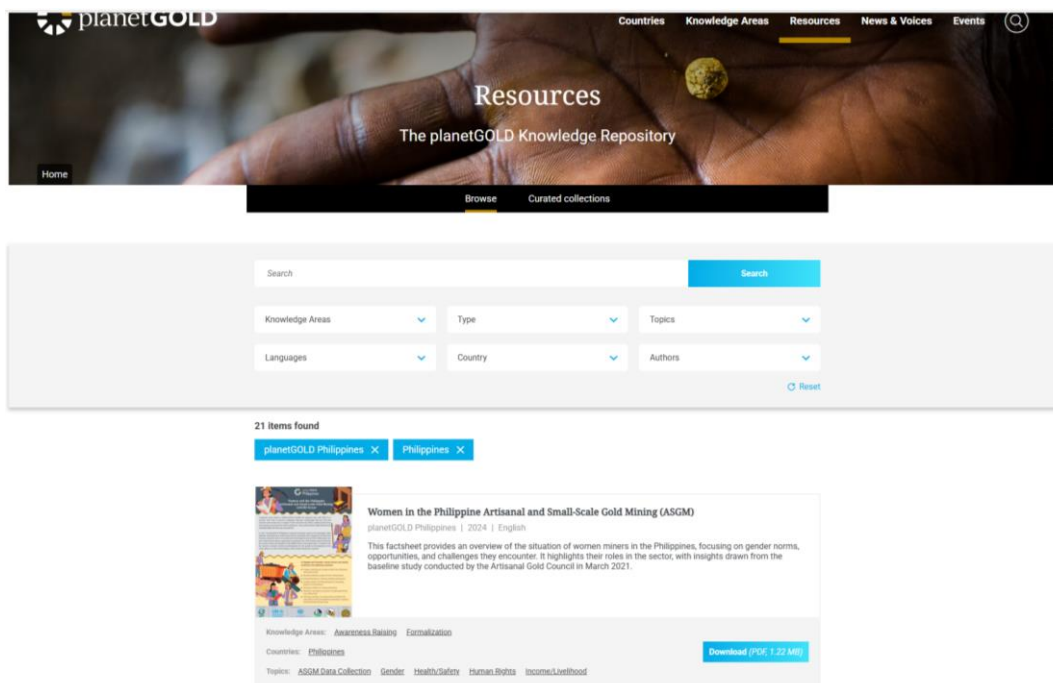 planetGOLD
Countries Knowledge Areas Resources News & Voices Events
Resources
The planetGOLD Knowledge Repository
Home
Browse Curated collections
Search Search
Knowledge Areas Type Topics
Languages Country Authors
Reset
21 items found
planetGOLD Philippines X Philippines X
Women in the Philippine Artisanal and Small-Scale Gold Mining (ASGM)
planetGOLD Philippines | 2024 | English
This factsheet provides an overview of the situation of women miners in the Philippines, focusing on gender norms,
opportunities, and challenges they encounter. It highlights their roles in the sector, with insights drawn from the
baseline study conducted by the Artisanal Gold Council in March 2021.
Knowledge Areas: Awareness Raising Formalization
Countries: Philippines
Download (PDF, 1.22 MB)
Topics: ASGM Data Collection Gender Health/Safety Human Rights Income/Livelihood